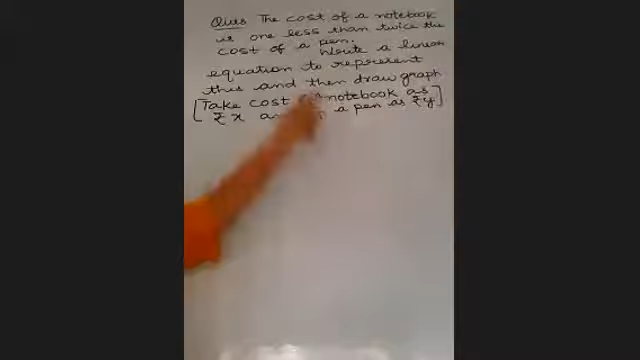 Ques The cost of a notebook
is one less than twice the
cost of a pen. Write a linear
equation to represent
this and then draw graph
[Take cost notebook as
₹ x a pen as ₹y]